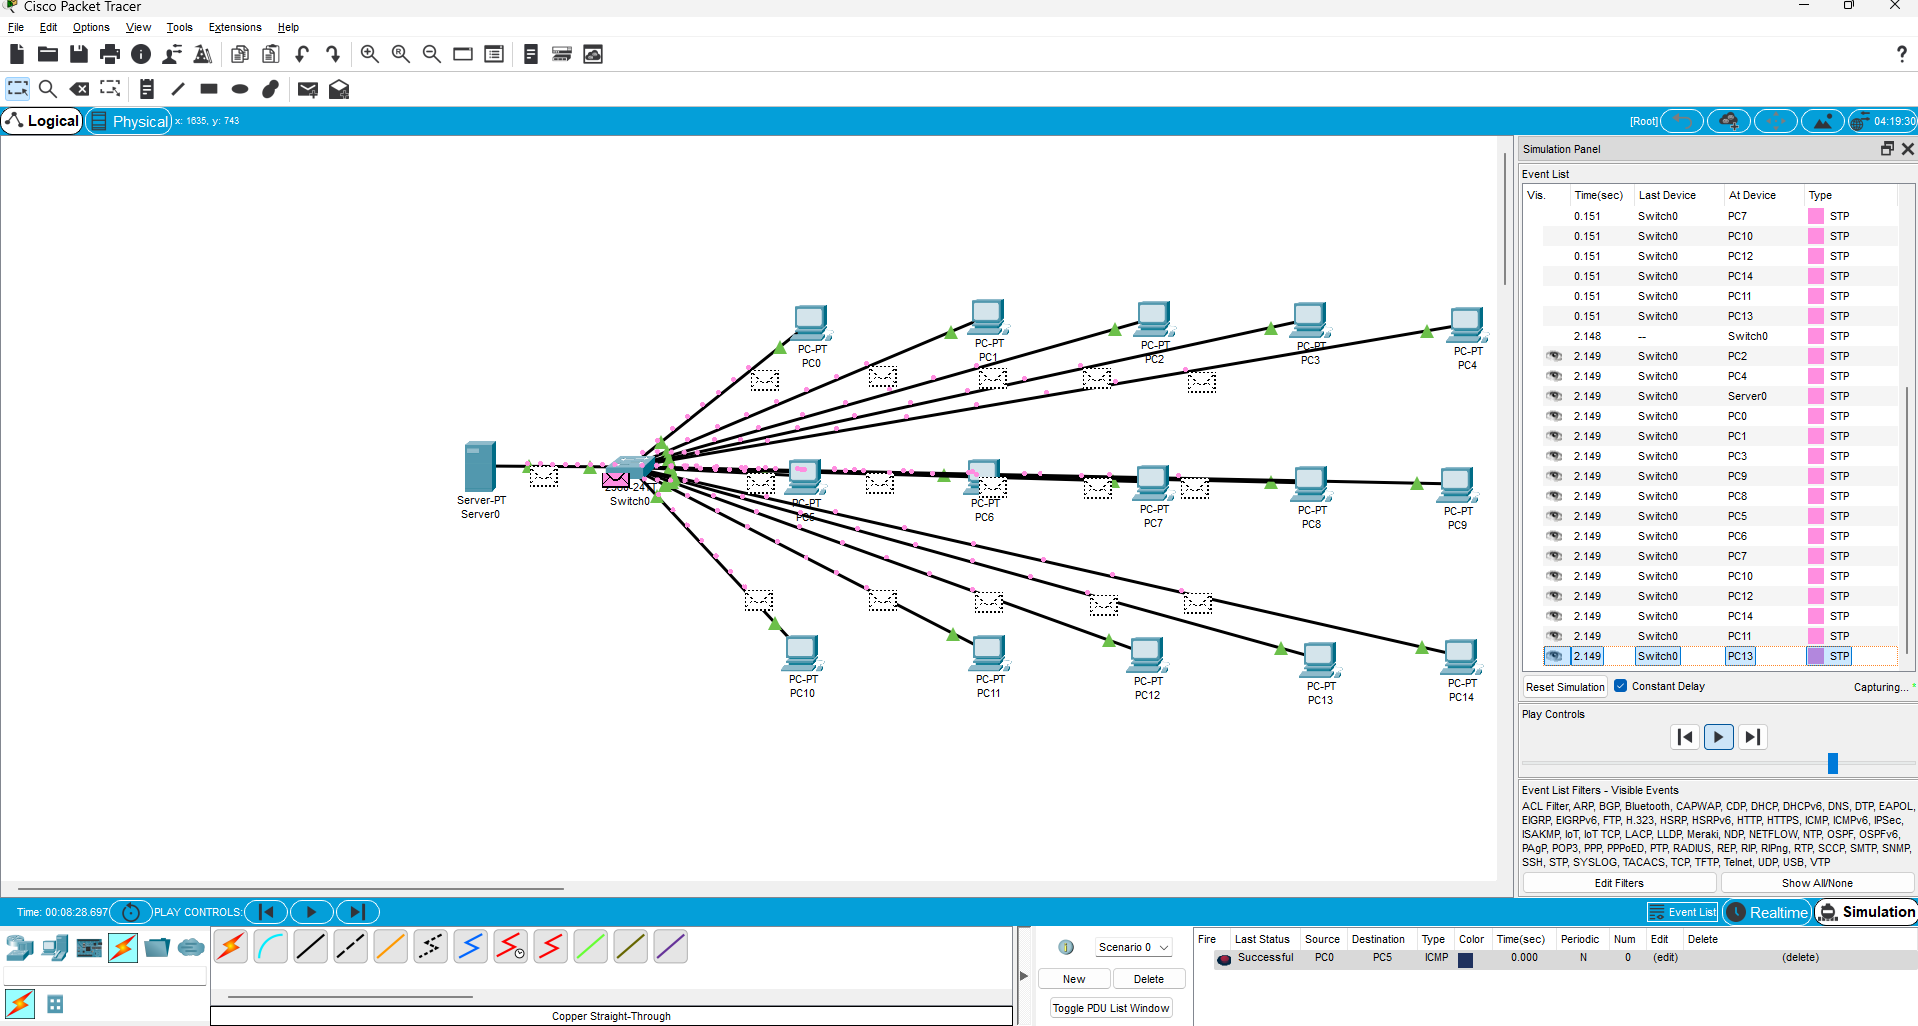 Cisco Packet Tracer
File Edit Options View Tools Extensions Help
?
Logical Physical x: 1635, y: 743 [Root] 04:19:30
Simulation Panel
Event List
Vis. Time(sec) Last Device At Device Type
0.151 Switch0 PC7 STP
0.151 Switch0 PC10 STP
0.151 Switch0 PC12 STP
0.151 Switch0 PC14 STP
0.151 Switch0 PC11 STP
0.151 Switch0 PC13 STP
2.148 -- Switch0 STP
2.149 Switch0 PC2 STP
2.149 Switch0 PC4 STP
2.149 Switch0 Server0 STP
2.149 Switch0 PC0 STP
2.149 Switch0 PC1 STP
2.149 Switch0 PC3 STP
2.149 Switch0 PC9 STP
2.149 Switch0 PC8 STP
2.149 Switch0 PC5 STP
2.149 Switch0 PC6 STP
2.149 Switch0 PC7 STP
2.149 Switch0 PC10 STP
2.149 Switch0 PC12 STP
2.149 Switch0 PC14 STP
2.149 Switch0 PC11 STP
2.149 Switch0 PC13 STP
Reset Simulation Constant Delay Capturing...
Play Controls
Event List Filters - Visible Events
ACL Filter, ARP, BGP, Bluetooth, CAPWAP, CDP, DHCP, DHCPv6, DNS, DTP, EAPOL,
EIGRP, EIGRPv6, FTP, H.323, HSRP, HSRPv6, HTTP, HTTPS, ICMP, ICMPv6, IPSec,
ISAKMP, IoT, IoT TCP, LACP, LLDP, Meraki, NDP, NETFLOW, NTP, OSPF, OSPFv6,
PAgP, POP3, PPP, PPPoED, PTP, RADIUS, REP, RIP, RIPng, RTP, SCCP, SMTP, SNMP,
SSH, STP, SYSLOG, TACACS, TCP, TFTP, Telnet, UDP, USB, VTP
Edit Filters Show All/None
PC-PT
PC0
PC-PT
PC1
PC-PT
PC2
PC-PT
PC3
PC-PT
PC4
Server-PT
Server0
Switch0
PC-PT
PC5
PC-PT
PC6
PC-PT
PC7
PC-PT
PC8
PC-PT
PC9
PC-PT
PC10
PC-PT
PC11
PC-PT
PC12
PC-PT
PC13
PC-PT
PC14
Time: 00:08:28.697 PLAY CONTROLS: Event List Realtime Simulation
Scenario 0
New Delete
Toggle PDU List Window
Fire Last Status Source Destination Type Color Time(sec) Periodic Num Edit Delete
Successful PC0 PC5 ICMP 0.000 N 0 (edit) (delete)
Copper Straight-Through